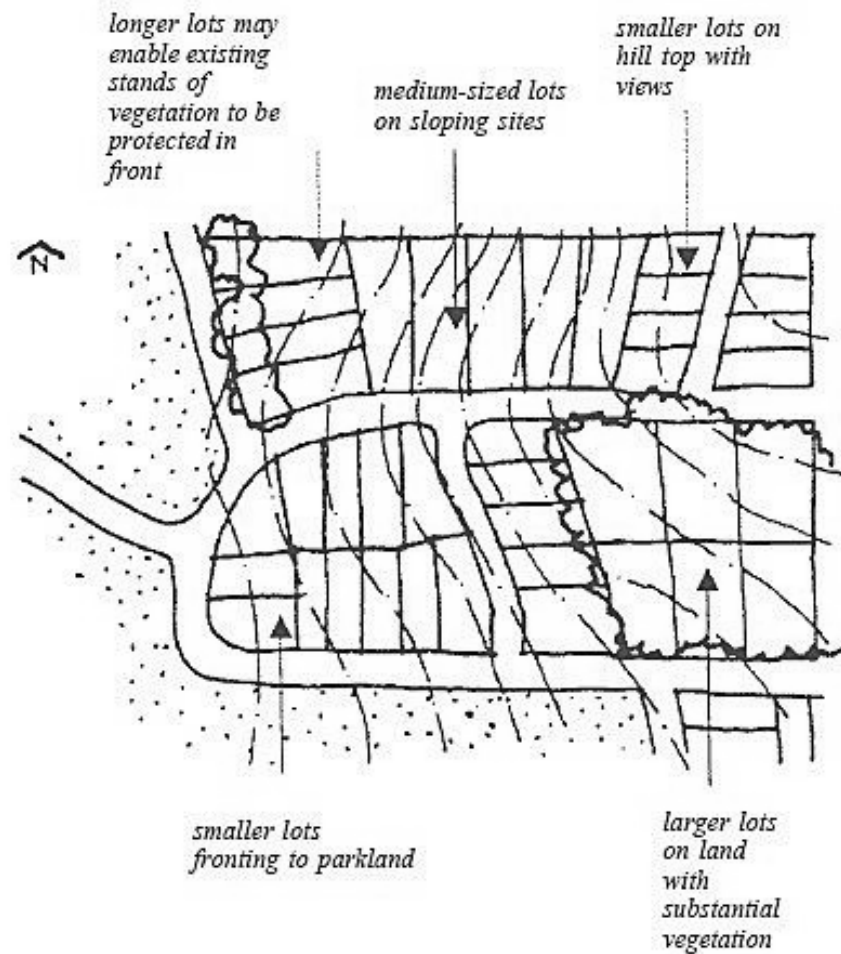 longer lots may
enable existing
stands of
vegetation to be
protected in
front
medium-sized lots
on sloping sites
smaller lots on
hill top with
views
N
smaller lots
fronting to parkland
larger lots
on land
with
substantial
vegetation